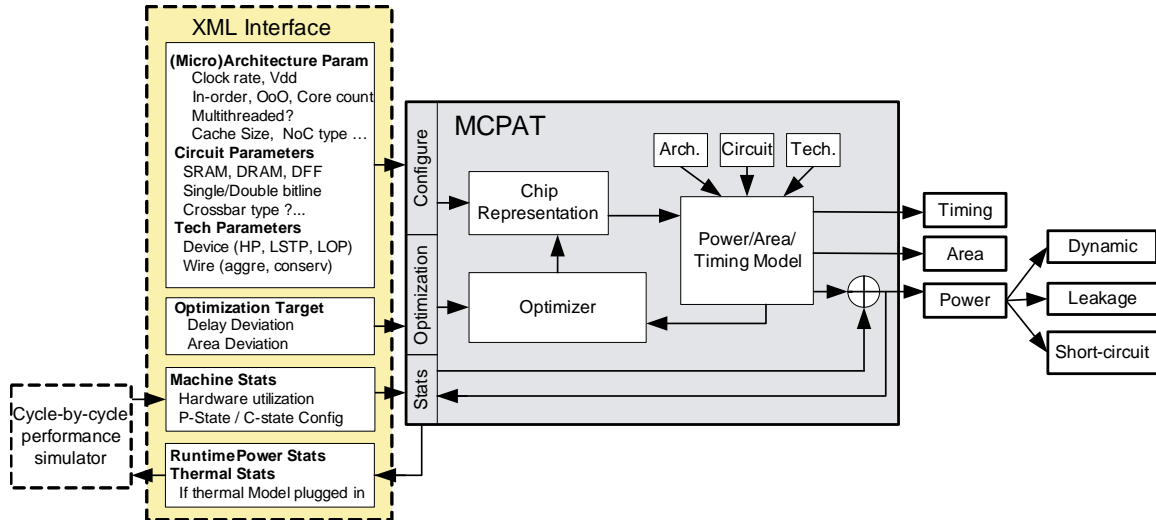 XML Interface
(Micro)Architecture Param
Clock rate, Vdd
In-order, OoO, Core count
Multithreaded?
Cache Size, NoC type ...
Circuit Parameters
SRAM, DRAM, DFF
Single/Double bitline
Crossbar type ?...
Tech Parameters
Device (HP, LSTP, LOP)
Wire (aggre, conserv)
Optimization Target
Delay Deviation
Area Deviation
Machine Stats
Hardware utilization
P-State / C-state Config
RuntimePower Stats
Thermal Stats
If thermal Model plugged in
Cycle-by-cycle
performance
simulator
MCPAT
Configure
Optimization
Stats
Chip
Representation
Optimizer
Arch.
Circuit
Tech.
Power/Area/
Timing Model
Timing
Area
Power
Dynamic
Leakage
Short-circuit